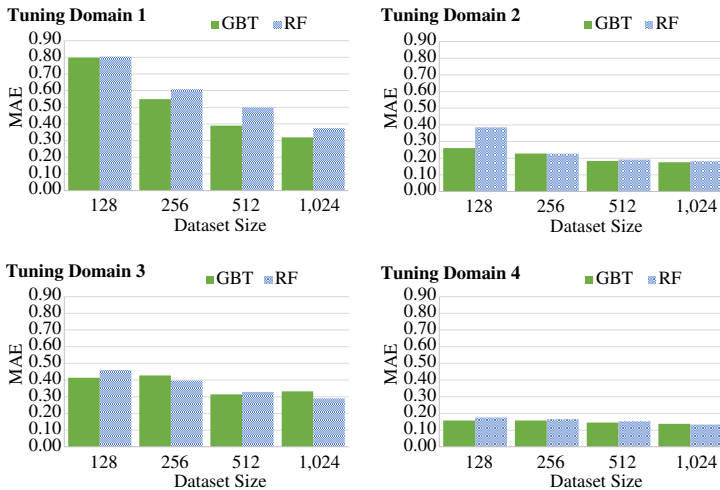 Tuning Domain 1
GBT RF
0.90
0.80
0.70
0.60
0.50
0.40
0.30
0.20
0.10
0.00
MAE
128 256 512 1,024
Dataset Size
Tuning Domain 2
GBT RF
0.90
0.80
0.70
0.60
0.50
0.40
0.30
0.20
0.10
0.00
MAE
128 256 512 1,024
Dataset Size
Tuning Domain 3
GBT RF
0.90
0.80
0.70
0.60
0.50
0.40
0.30
0.20
0.10
0.00
MAE
128 256 512 1,024
Dataset Size
Tuning Domain 4
GBT RF
0.90
0.80
0.70
0.60
0.50
0.40
0.30
0.20
0.10
0.00
MAE
128 256 512 1,024
Dataset Size